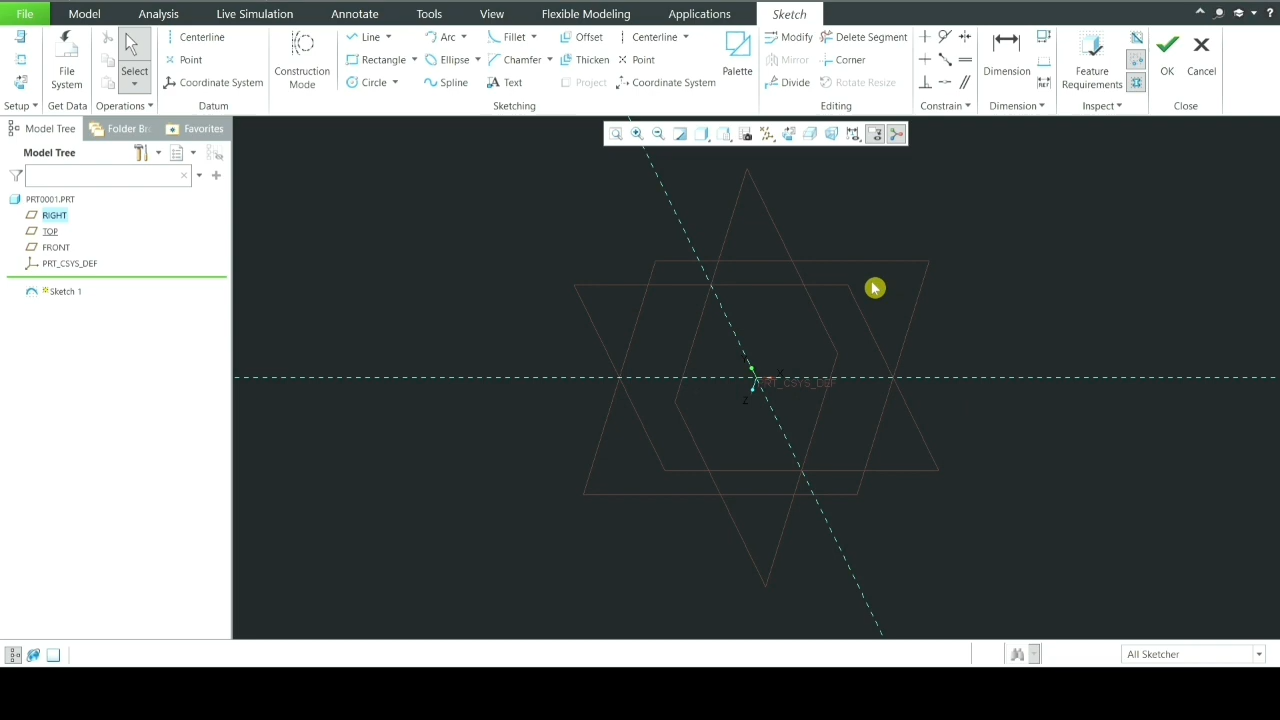 File Model Analysis Live Simulation Annotate Tools View Flexible Modeling Applications Sketch ?
Centerline Line Arc Fillet Offset Centerline Modify Delete Segment
Point Rectangle Ellipse Chamfer Thicken Point Mirror Corner
Coordinate System Circle Spline Text Project Coordinate System Divide Rotate Resize
File System Select Construction Mode Palette Dimension REF Feature Requirements OK Cancel
Setup Get Data Operations Datum Sketching Editing Constrain Dimension Inspect Close
Model Tree Folder Br Favorites
Model Tree
PRT0001.PRT
RIGHT
TOP
FRONT
PRT_CSYS_DEF
Sketch 1
X
PRT_CSYS_DEF
Z
All Sketcher